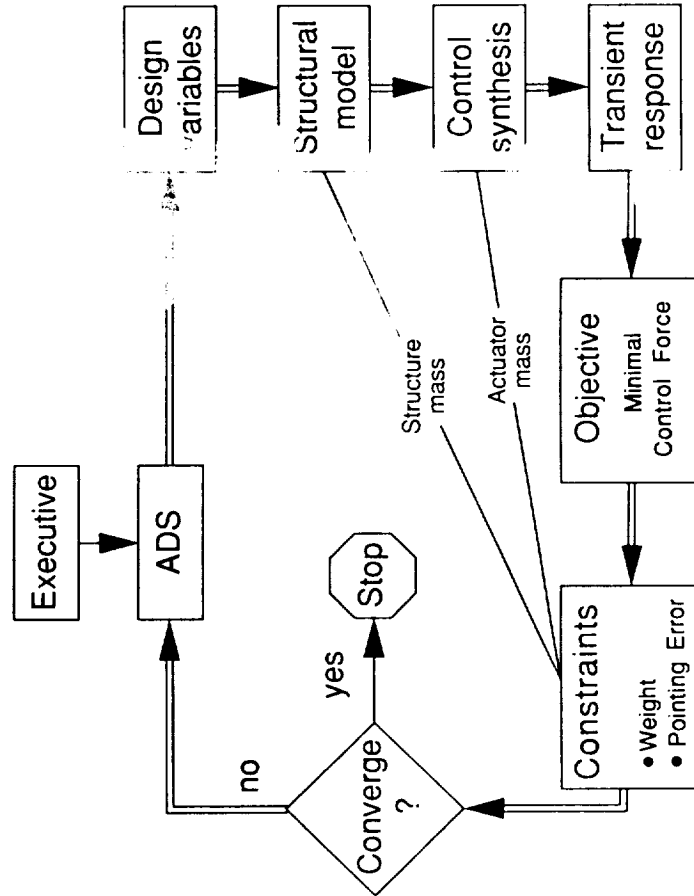 Executive
ADS
Design
variables
Structural
model
Control
synthesis
Transient
response
Objective
Minimal
Control Force
Constraints
• Weight
• Pointing Error
Structure
mass
Actuator
mass
Converge
?
yes
Stop
no